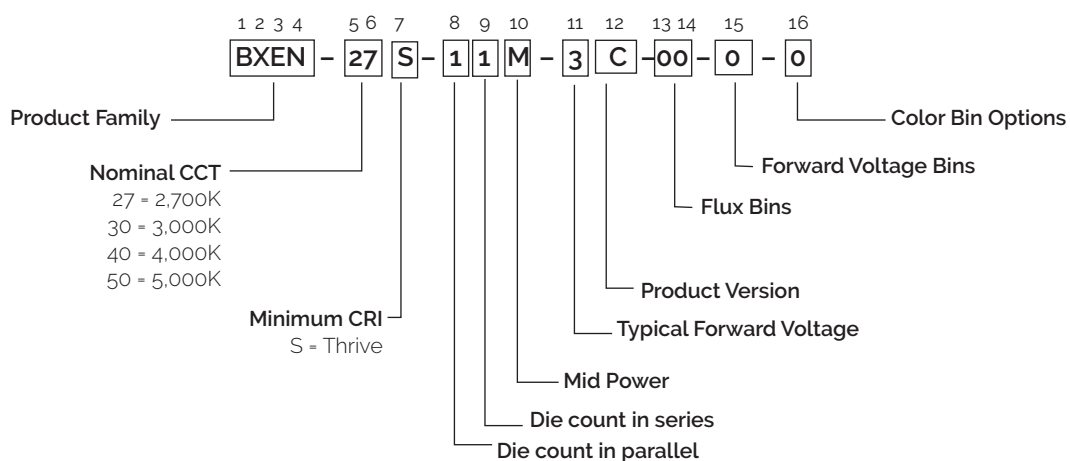 1 2 3 4 5 6 7 8 9 10 11 12 13 14 15 16
BXEN – 27 S – 1 1 M – 3 C –00 – 0 – 0
Product Family
Color Bin Options
Nominal CCT
27 = 2,700K
30 = 3,000K
40 = 4,000K
50 = 5,000K
Forward Voltage Bins
Flux Bins
Product Version
Minimum CRI
S = Thrive
Typical Forward Voltage
Mid Power
Die count in series
Die count in parallel